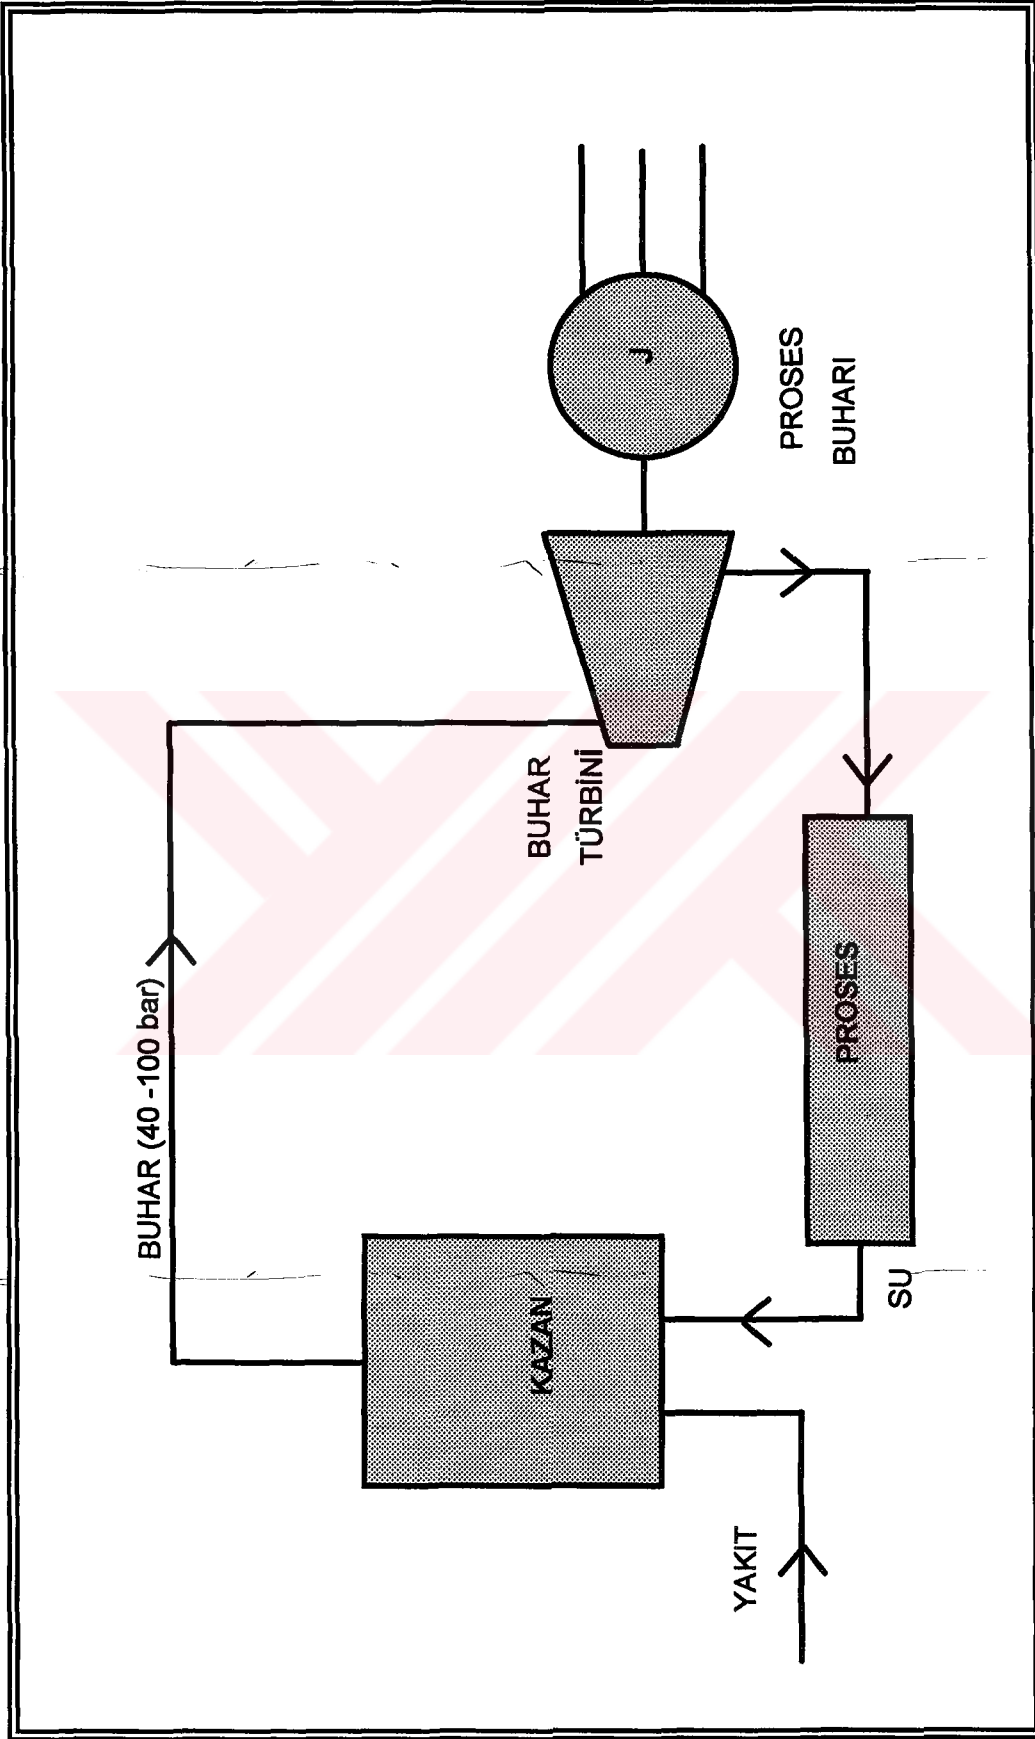 BUHAR (40 -100 bar)
BUHAR
TÜRBİNİ
J
PROSES
BUHARI
KAZAN
PROSES
YAKIT
SU